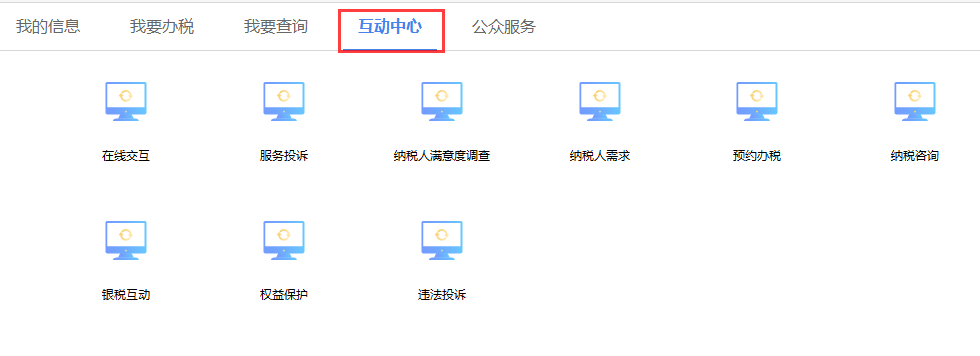 我的信息 我要办税 我要查询 互动中心 公众服务
在线交互 服务投诉 纳税人满意度调查 纳税人需求 预约办税 纳税咨询
银税互动 权益保护 违法投诉